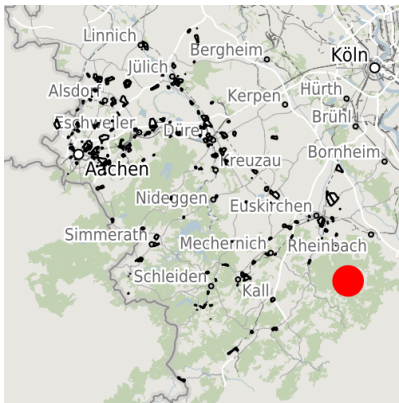 Linnich
Bergheim
Köln
Jülich
Alsdorf
Kerpen
Hürth
Brühl
Eschweiler
Düren
Kreuzau
Bornheim
Aachen
Nideggen
Euskirchen
Simmerath
Mechernich
Rheinbach
Schleiden
Kall